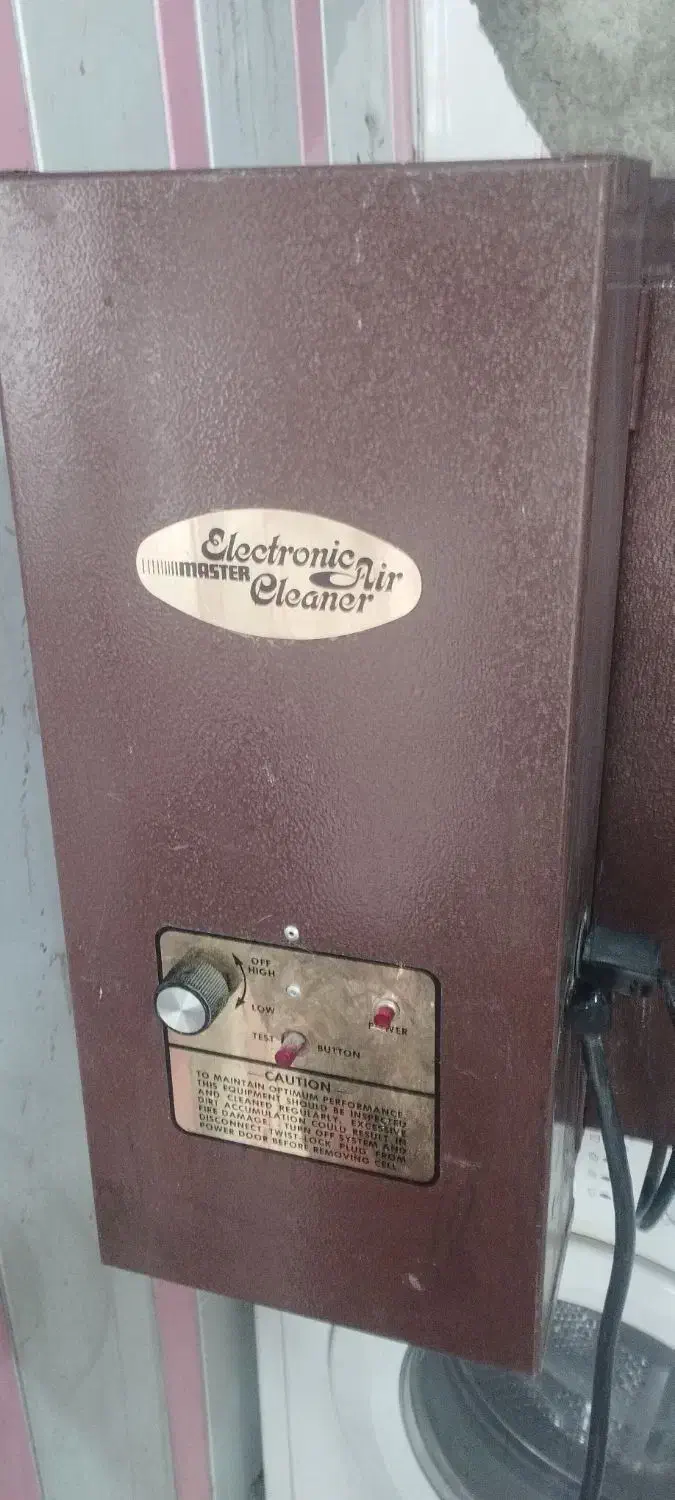 Electronic Air
MASTER
Cleaner
OFF
HIGH
LOW
POWER
TEST BUTTON
CAUTION
TO MAINTAIN OPTIMUM PERFORMANCE,
THIS EQUIPMENT SHOULD BE INSPECTED
AND CLEANED REGULARLY. EXCESSIVE
DIRT ACCUMULATION COULD RESULT IN
FIRE DAMAGE. TURN OFF SYSTEM AND
DISCONNECT TWIST-LOCK PLUG FROM
POWER DOOR BEFORE REMOVING CELL